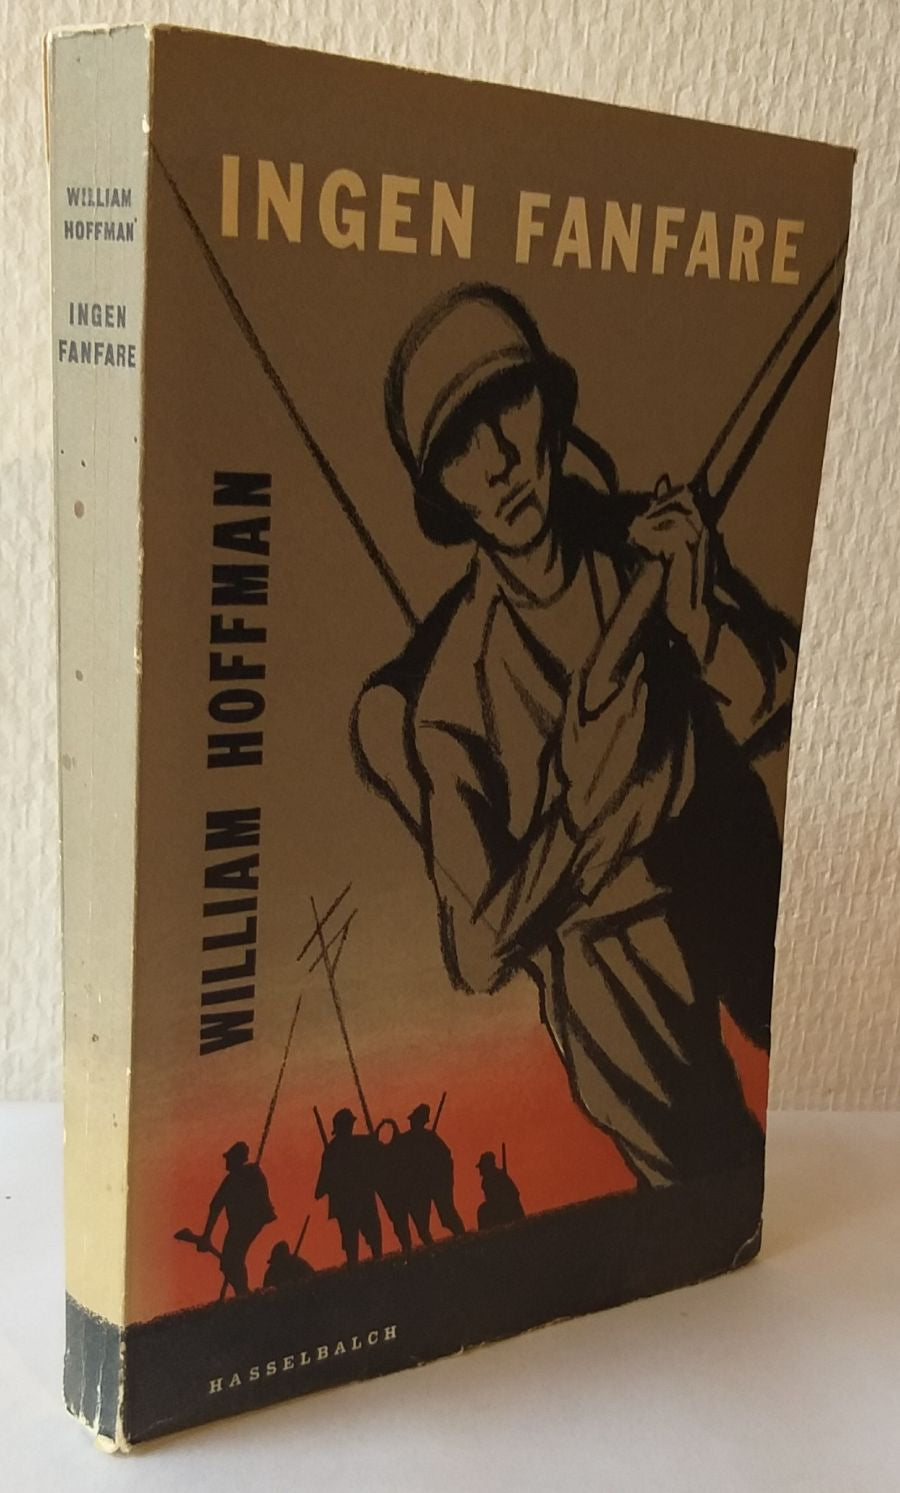 WILLIAM
HOFFMAN
INGEN
FANFARE
INGEN FANFARE
WILLIAM HOFFMAN
HASSELBALCH